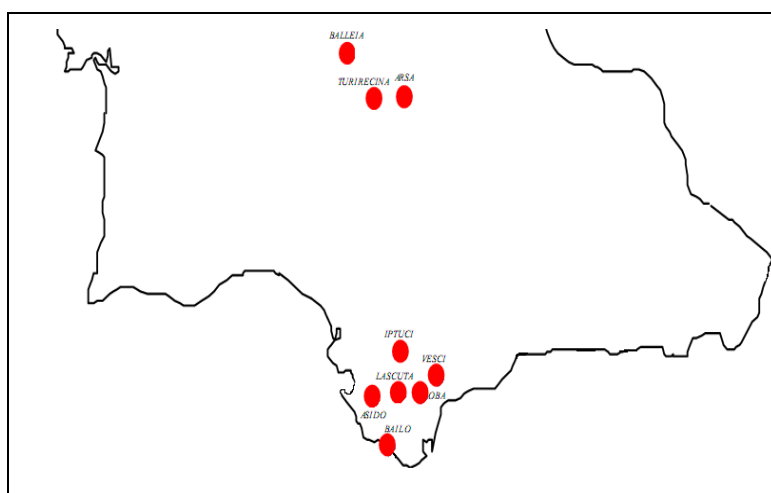 BALLEIA
TURIRECINA
ARSA
IPTUCI
VESCI
LASCUTA
OBA
ASIDO
BAILO